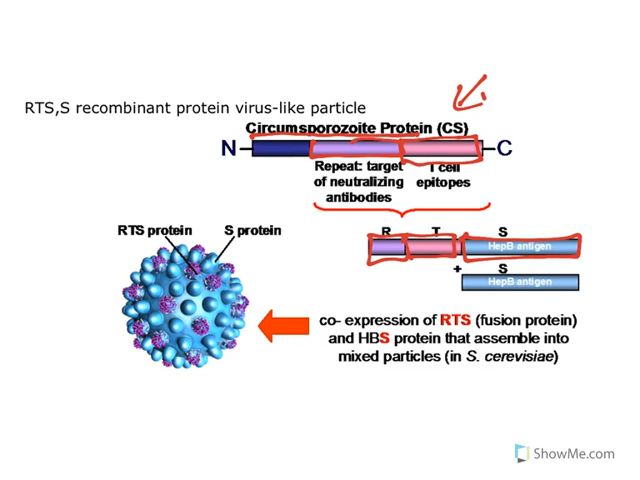 RTS,S recombinant protein virus-like particle
Circumsporozoite Protein (CS)
N
C
Repeat: target
of neutralizing
antibodies
T cell
epitopes
RTS protein
S protein
R
T
S
HepB antigen
+
S
HepB antigen
co- expression of RTS (fusion protein)
and HBS protein that assemble into
mixed particles (in S. cerevisiae)
ShowMe.com